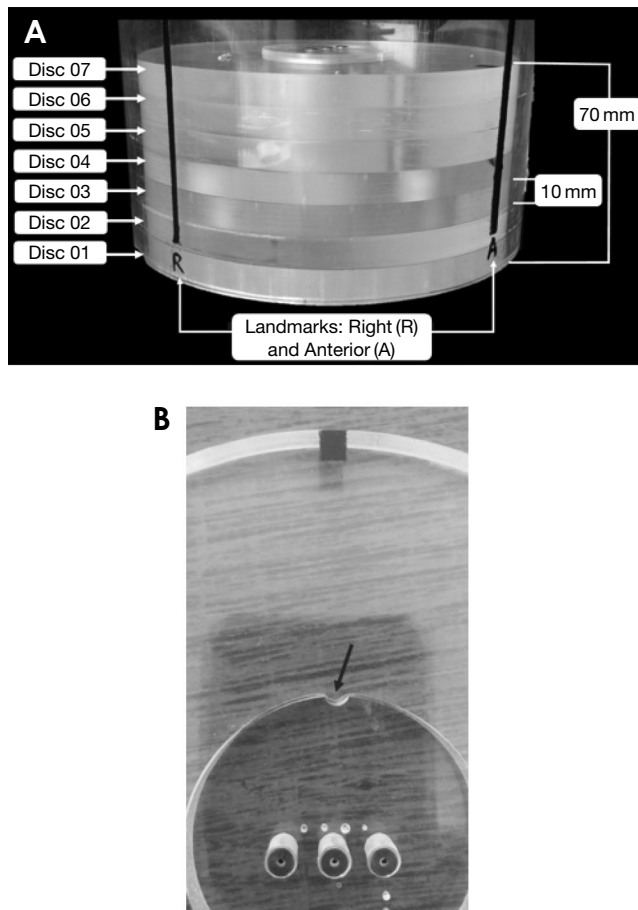 A
Disc 07
Disc 06
Disc 05
Disc 04
Disc 03
Disc 02
Disc 01
70 mm
10 mm
R
A
Landmarks: Right (R)
and Anterior (A)
B